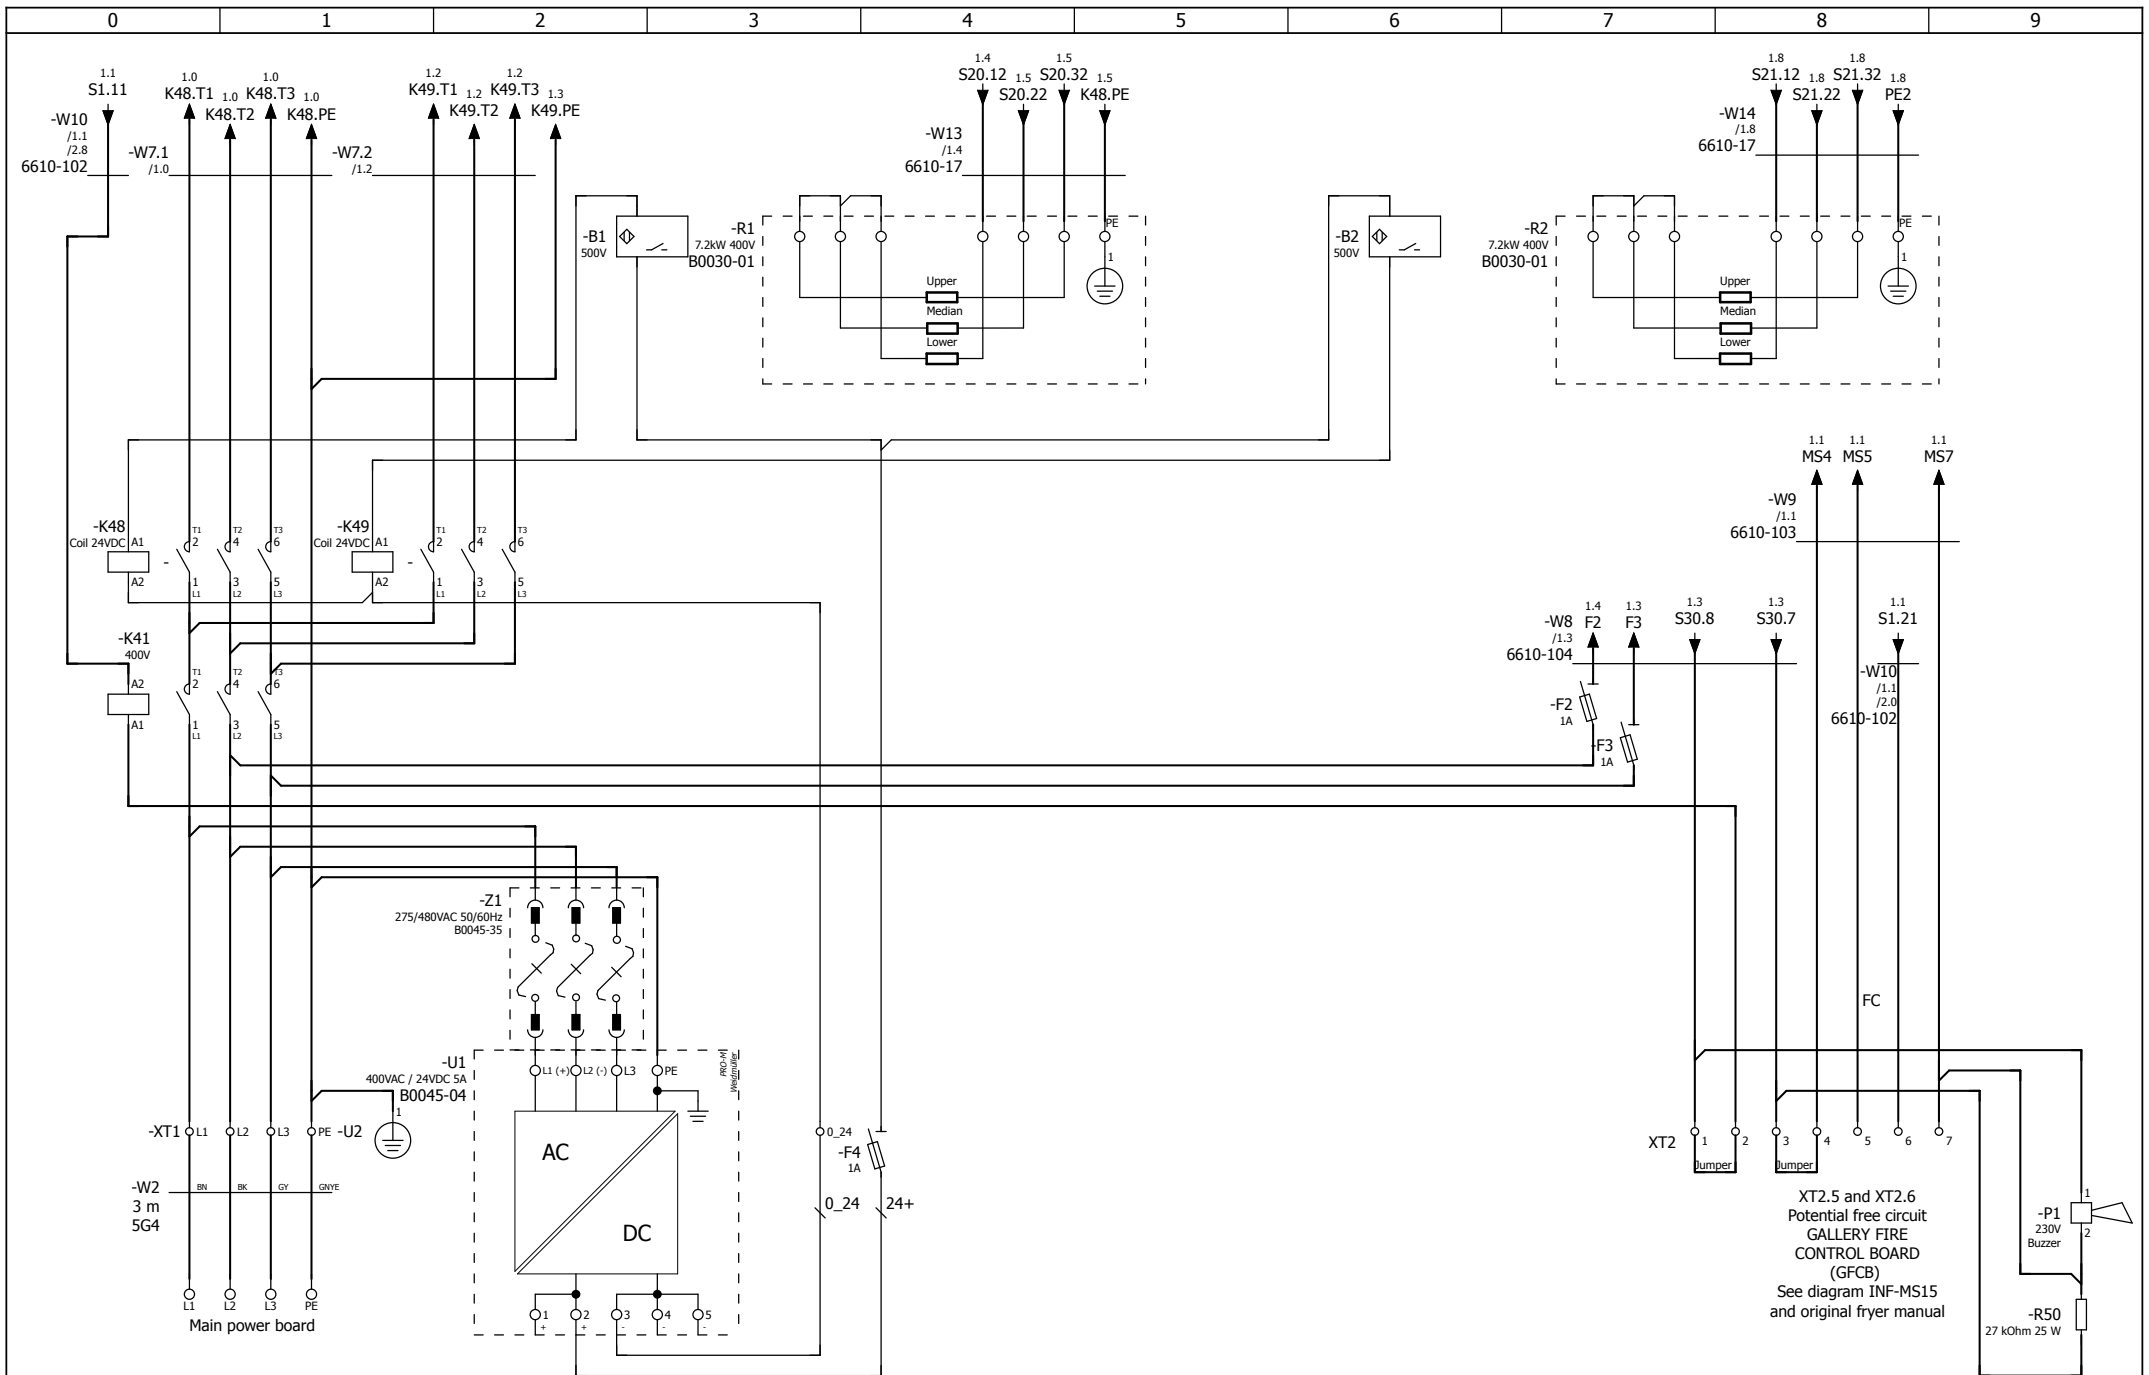 0 1 2 3 4 5 6 7 8 9
1.1
S1.11
1.0
K48.T1
1.0
K48.T2
1.0
K48.T3
1.0
K48.PE
1.2
K49.T1
1.2
K49.T2
1.2
K49.T3
1.3
K49.PE
1.4
S20.12
1.5
S20.22
1.5
S20.32
1.5
K48.PE
1.8
S21.12
1.8
S21.22
1.8
S21.32
1.8
PE2
-W10
/1.1
/2.8
6610-102
-W7.1
/1.0
-W7.2
/1.2
-W13
/1.4
6610-17
-W14
/1.8
6610-17
-B1
500V
-R1
7.2kW 400V
B0030-01
PE
1
Upper
Median
Lower
-B2
500V
-R2
7.2kW 400V
B0030-01
PE
1
Upper
Median
Lower
1.1
MS4
1.1
MS5
1.1
MS7
-W9
/1.1
6610-103
-K48
Coil 24VDC
A1
A2
-
T1 T2 T3
2 4 6
1 3 5
L1 L2 L3
-K49
Coil 24VDC
A1
A2
-
T1 T2 T3
2 4 6
1 3 5
L1 L2 L3
-K41
400V
A2
A1
T1 T2 T3
2 4 6
1 3 5
L1 L2 L3
-W8
/1.3
6610-104
1.4
F2
1.3
F3
1.3
S30.8
1.3
S30.7
1.1
S1.21
-W10
/1.1
/2.0
6610-102
-F2
1A
-F3
1A
-Z1
275/480VAC 50/60Hz
B0045-35
-U1
400VAC / 24VDC 5A
B0045-04
L1 (+) L2 (-) L3 PE
PRO-M
Weidmüller
AC
DC
1 2 3 4 5
+ + - - -
-XT1 L1 L2 L3 PE -U2
1
-W2
3 m
5G4
BN BK GY GNYE
L1 L2 L3 PE
Main power board
0_24
-F4
1A
0_24
24+
FC
XT2 1 2 3 4 5 6 7
Jumper Jumper
XT2.5 and XT2.6
Potential free circuit
GALLERY FIRE
CONTROL BOARD
(GFCB)
See diagram INF-MS15
and original fryer manual
-P1
230V
Buzzer
1
2
-R50
27 kOhm 25 W